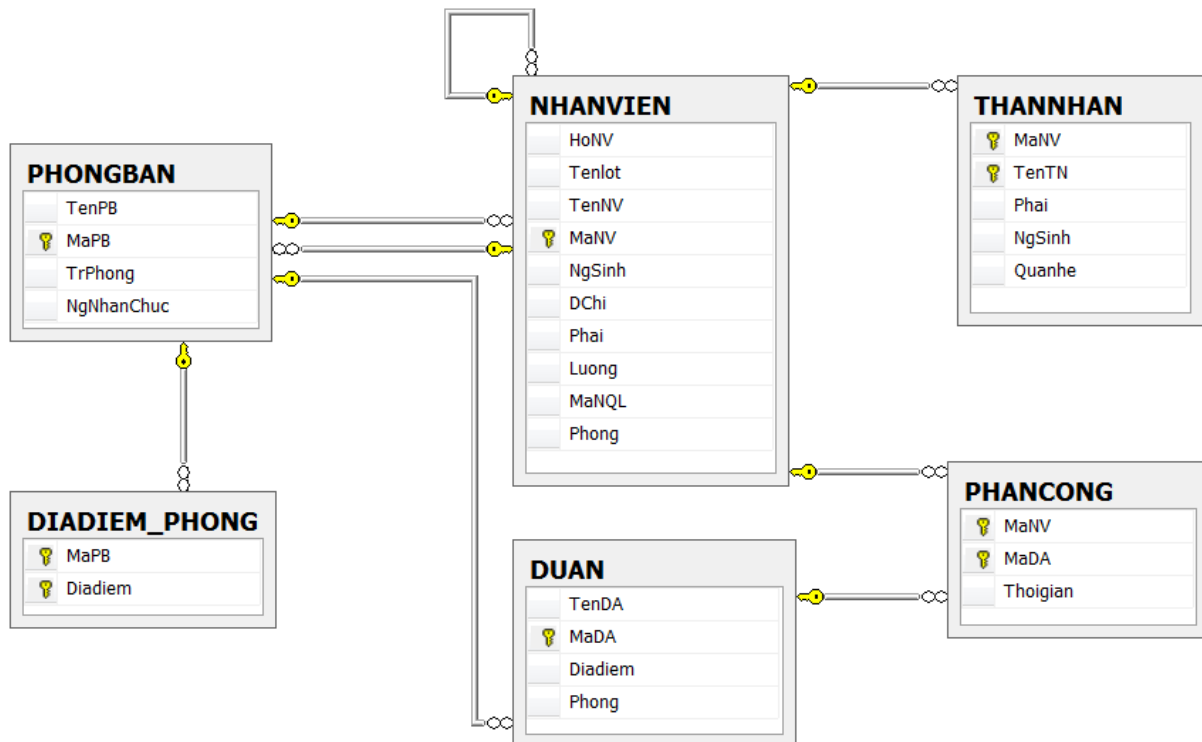 PHONGBAN
TenPB
MaPB
TrPhong
NgNhanChuc
DIADIEM_PHONG
MaPB
Diadiem
NHANVIEN
HoNV
Tenlot
TenNV
MaNV
NgSinh
DChi
Phai
Luong
MaNQL
Phong
DUAN
TenDA
MaDA
Diadiem
Phong
THANNHAN
MaNV
TenTN
Phai
NgSinh
Quanhe
PHANCONG
MaNV
MaDA
Thoigian